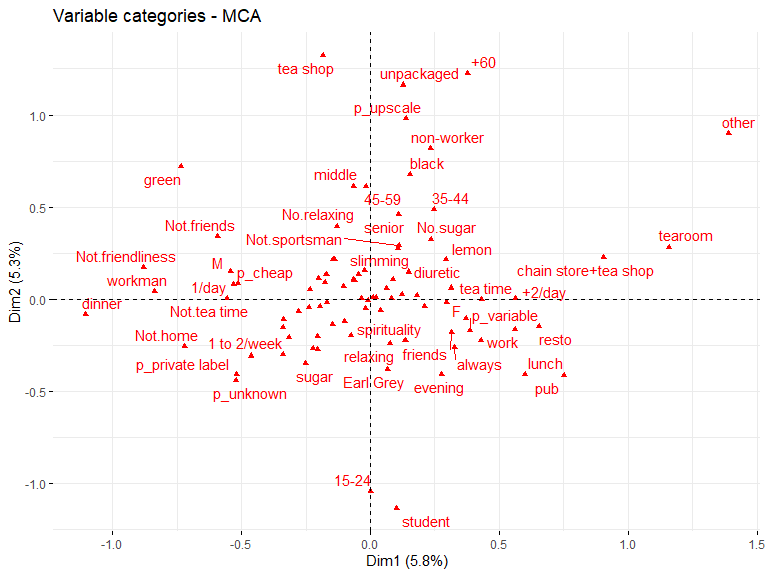 Variable categories - MCA
+60
tea shop
unpackaged
p_upscale
other
non-worker
black
green
middle
45-59
35-44
No.relaxing
Not.friends
senior
No.sugar
tearoom
Not.sportsman
lemon
Not.friendliness
M
slimming
chain store+tea shop
p_cheap
diuretic
workman
1/day
tea time
+2/day
dinner
Not.tea time
F
p_variable
spirituality
Not.home
1 to 2/week
work
resto
relaxing
friends
always
lunch
p_private label
sugar
Earl Grey
evening
pub
p_unknown
15-24
student
1.0
0.5
0.0
-0.5
-1.0
Dim2 (5.3%)
-1.0
-0.5
0.0
0.5
1.0
1.5
Dim1 (5.8%)